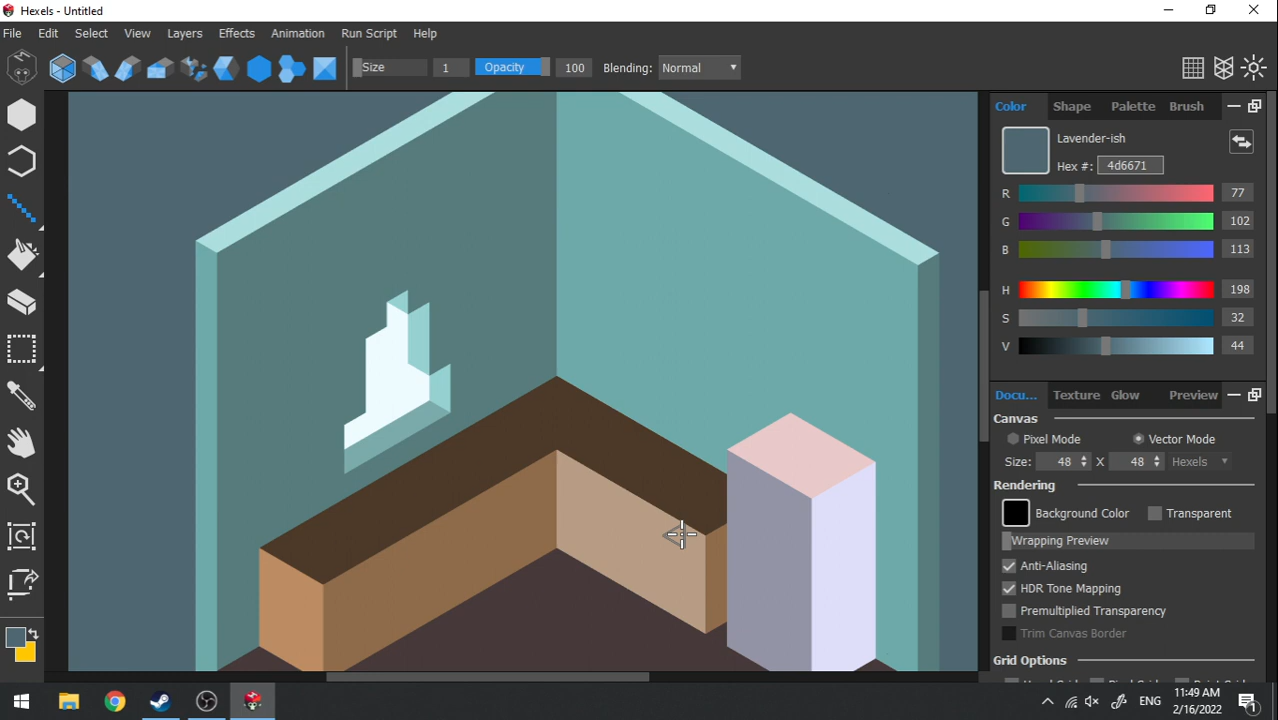 Hexels - Untitled
File Edit Select View Layers Effects Animation Run Script Help
Size 1 Opacity 100 Blending: Normal
Color Shape Palette Brush
Lavender-ish
Hex #: 4d6671
R 77
G 102
B 113
H 198
S 32
V 44
Docu... Texture Glow Preview
Canvas
Pixel Mode Vector Mode
Size: 48 X 48 Hexels
Rendering
Background Color Transparent
Wrapping Preview
Anti-Aliasing
HDR Tone Mapping
Premultiplied Transparency
Trim Canvas Border
Grid Options
ENG
11:49 AM
2/16/2022
1